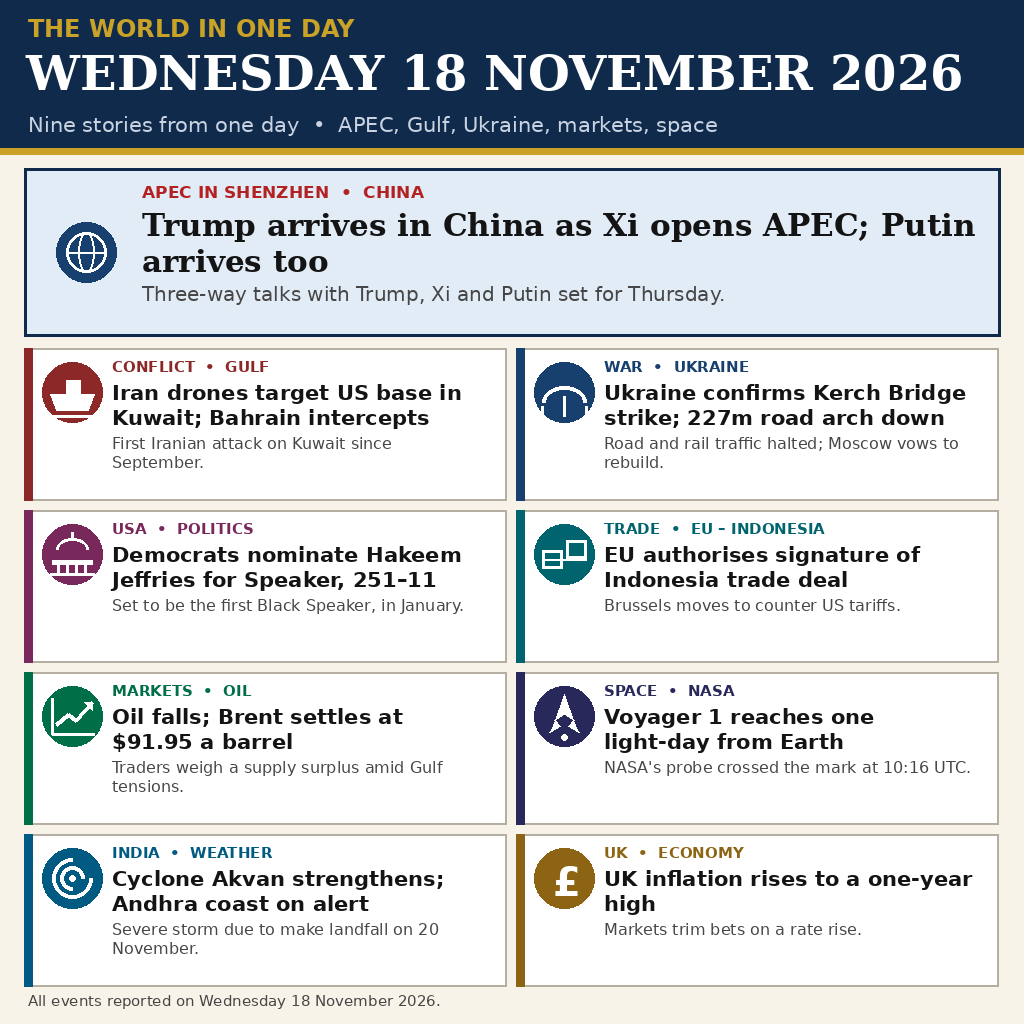 THE WORLD IN ONE DAY
WEDNESDAY 18 NOVEMBER 2026
Nine stories from one day • APEC, Gulf, Ukraine, markets, space
APEC IN SHENZHEN • CHINA
Trump arrives in China as Xi opens APEC; Putin
arrives too
Three-way talks with Trump, Xi and Putin set for Thursday.
CONFLICT • GULF
Iran drones target US base in
Kuwait; Bahrain intercepts
First Iranian attack on Kuwait since
September.
WAR • UKRAINE
Ukraine confirms Kerch Bridge
strike; 227m road arch down
Road and rail traffic halted; Moscow vows to
rebuild.
USA • POLITICS
Democrats nominate Hakeem
Jeffries for Speaker, 251–11
Set to be the first Black Speaker, in January.
TRADE • EU – INDONESIA
EU authorises signature of
Indonesia trade deal
Brussels moves to counter US tariffs.
MARKETS • OIL
Oil falls; Brent settles at
$91.95 a barrel
Traders weigh a supply surplus amid Gulf
tensions.
SPACE • NASA
Voyager 1 reaches one
light-day from Earth
NASA's probe crossed the mark at 10:16 UTC.
INDIA • WEATHER
Cyclone Akvan strengthens;
Andhra coast on alert
Severe storm due to make landfall on 20
November.
£
UK • ECONOMY
UK inflation rises to a one-year
high
Markets trim bets on a rate rise.
All events reported on Wednesday 18 November 2026.